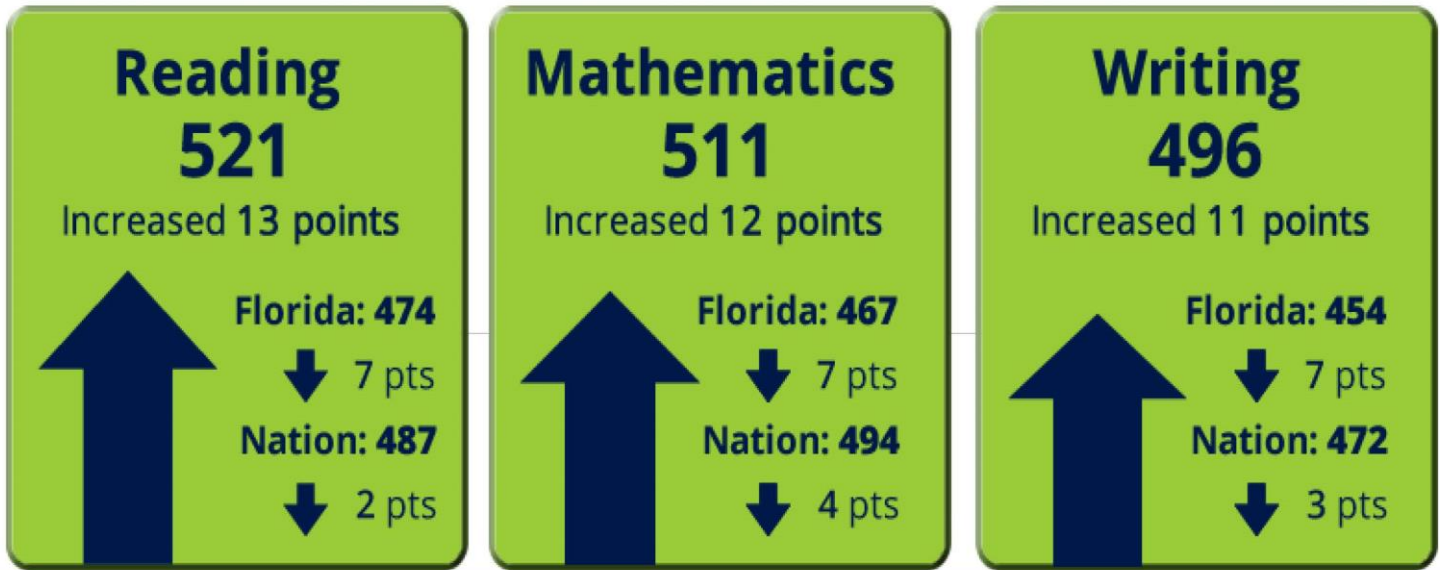 Reading
521
Increased 13 points
Florida: 474
7 pts
Nation: 487
2 pts
Mathematics
511
Increased 12 points
Florida: 467
7 pts
Nation: 494
4 pts
Writing
496
Increased 11 points
Florida: 454
7 pts
Nation: 472
3 pts